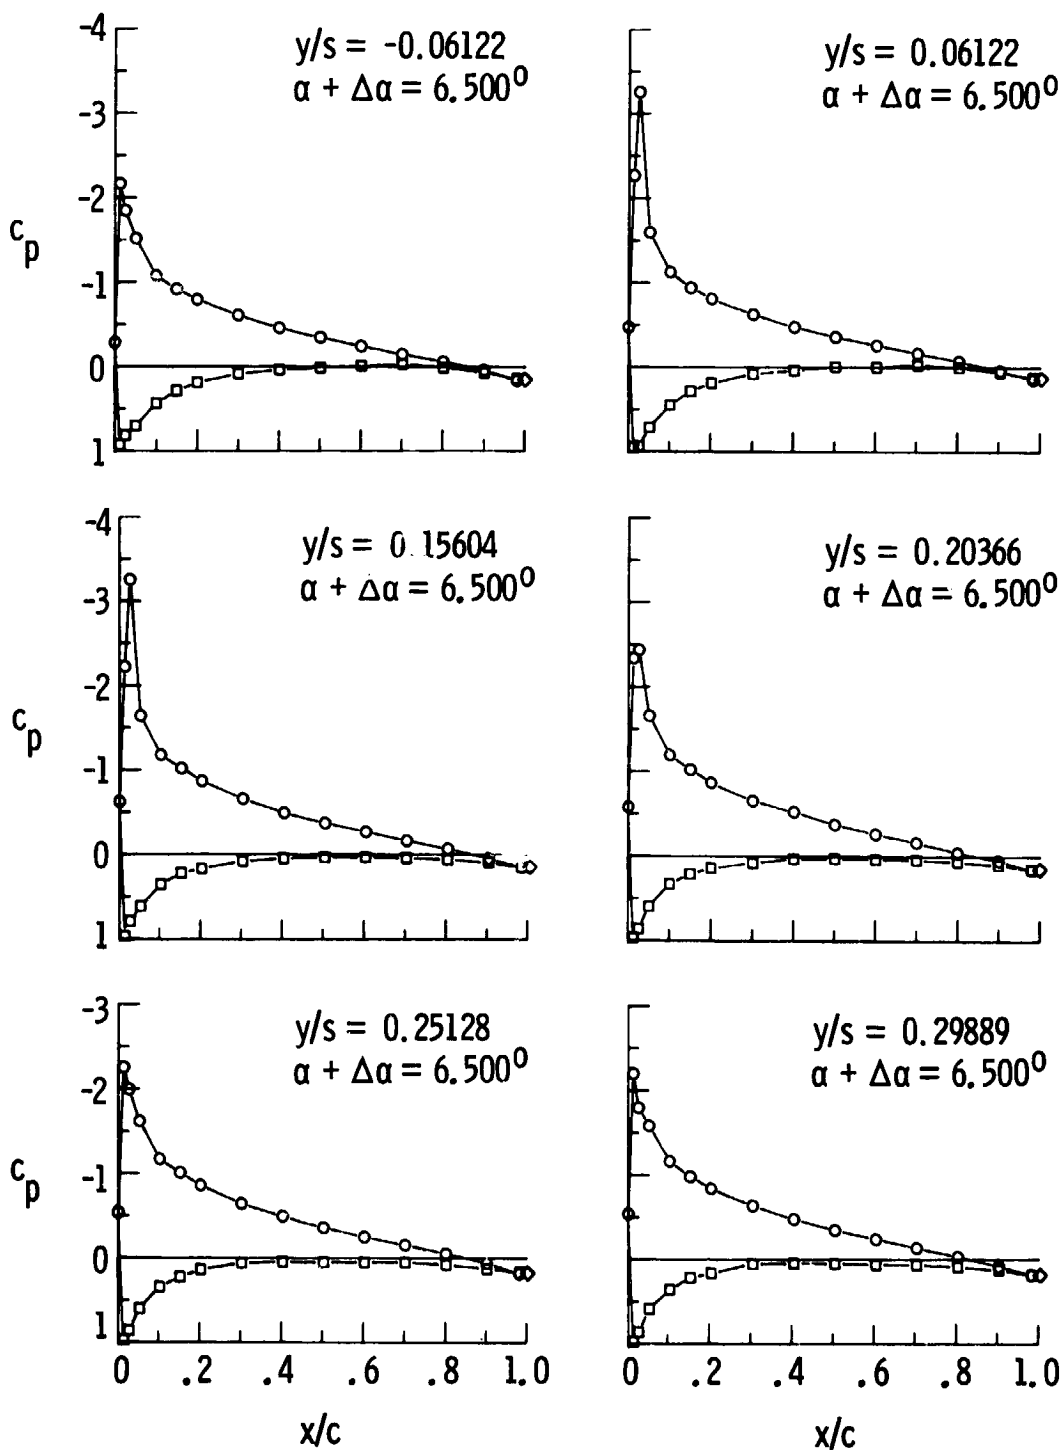 -4
-3
-2
-1
0
1
c_p
y/s = -0.06122
α + Δα = 6.500⁰
y/s = 0.06122
α + Δα = 6.500⁰
-4
-3
-2
-1
0
1
c_p
y/s = 0.15604
α + Δα = 6.500⁰
y/s = 0.20366
α + Δα = 6.500⁰
-3
-2
-1
0
1
c_p
y/s = 0.25128
α + Δα = 6.500⁰
y/s = 0.29889
α + Δα = 6.500⁰
0 .2 .4 .6 .8 1.0
x/c
0 .2 .4 .6 .8 1.0
x/c